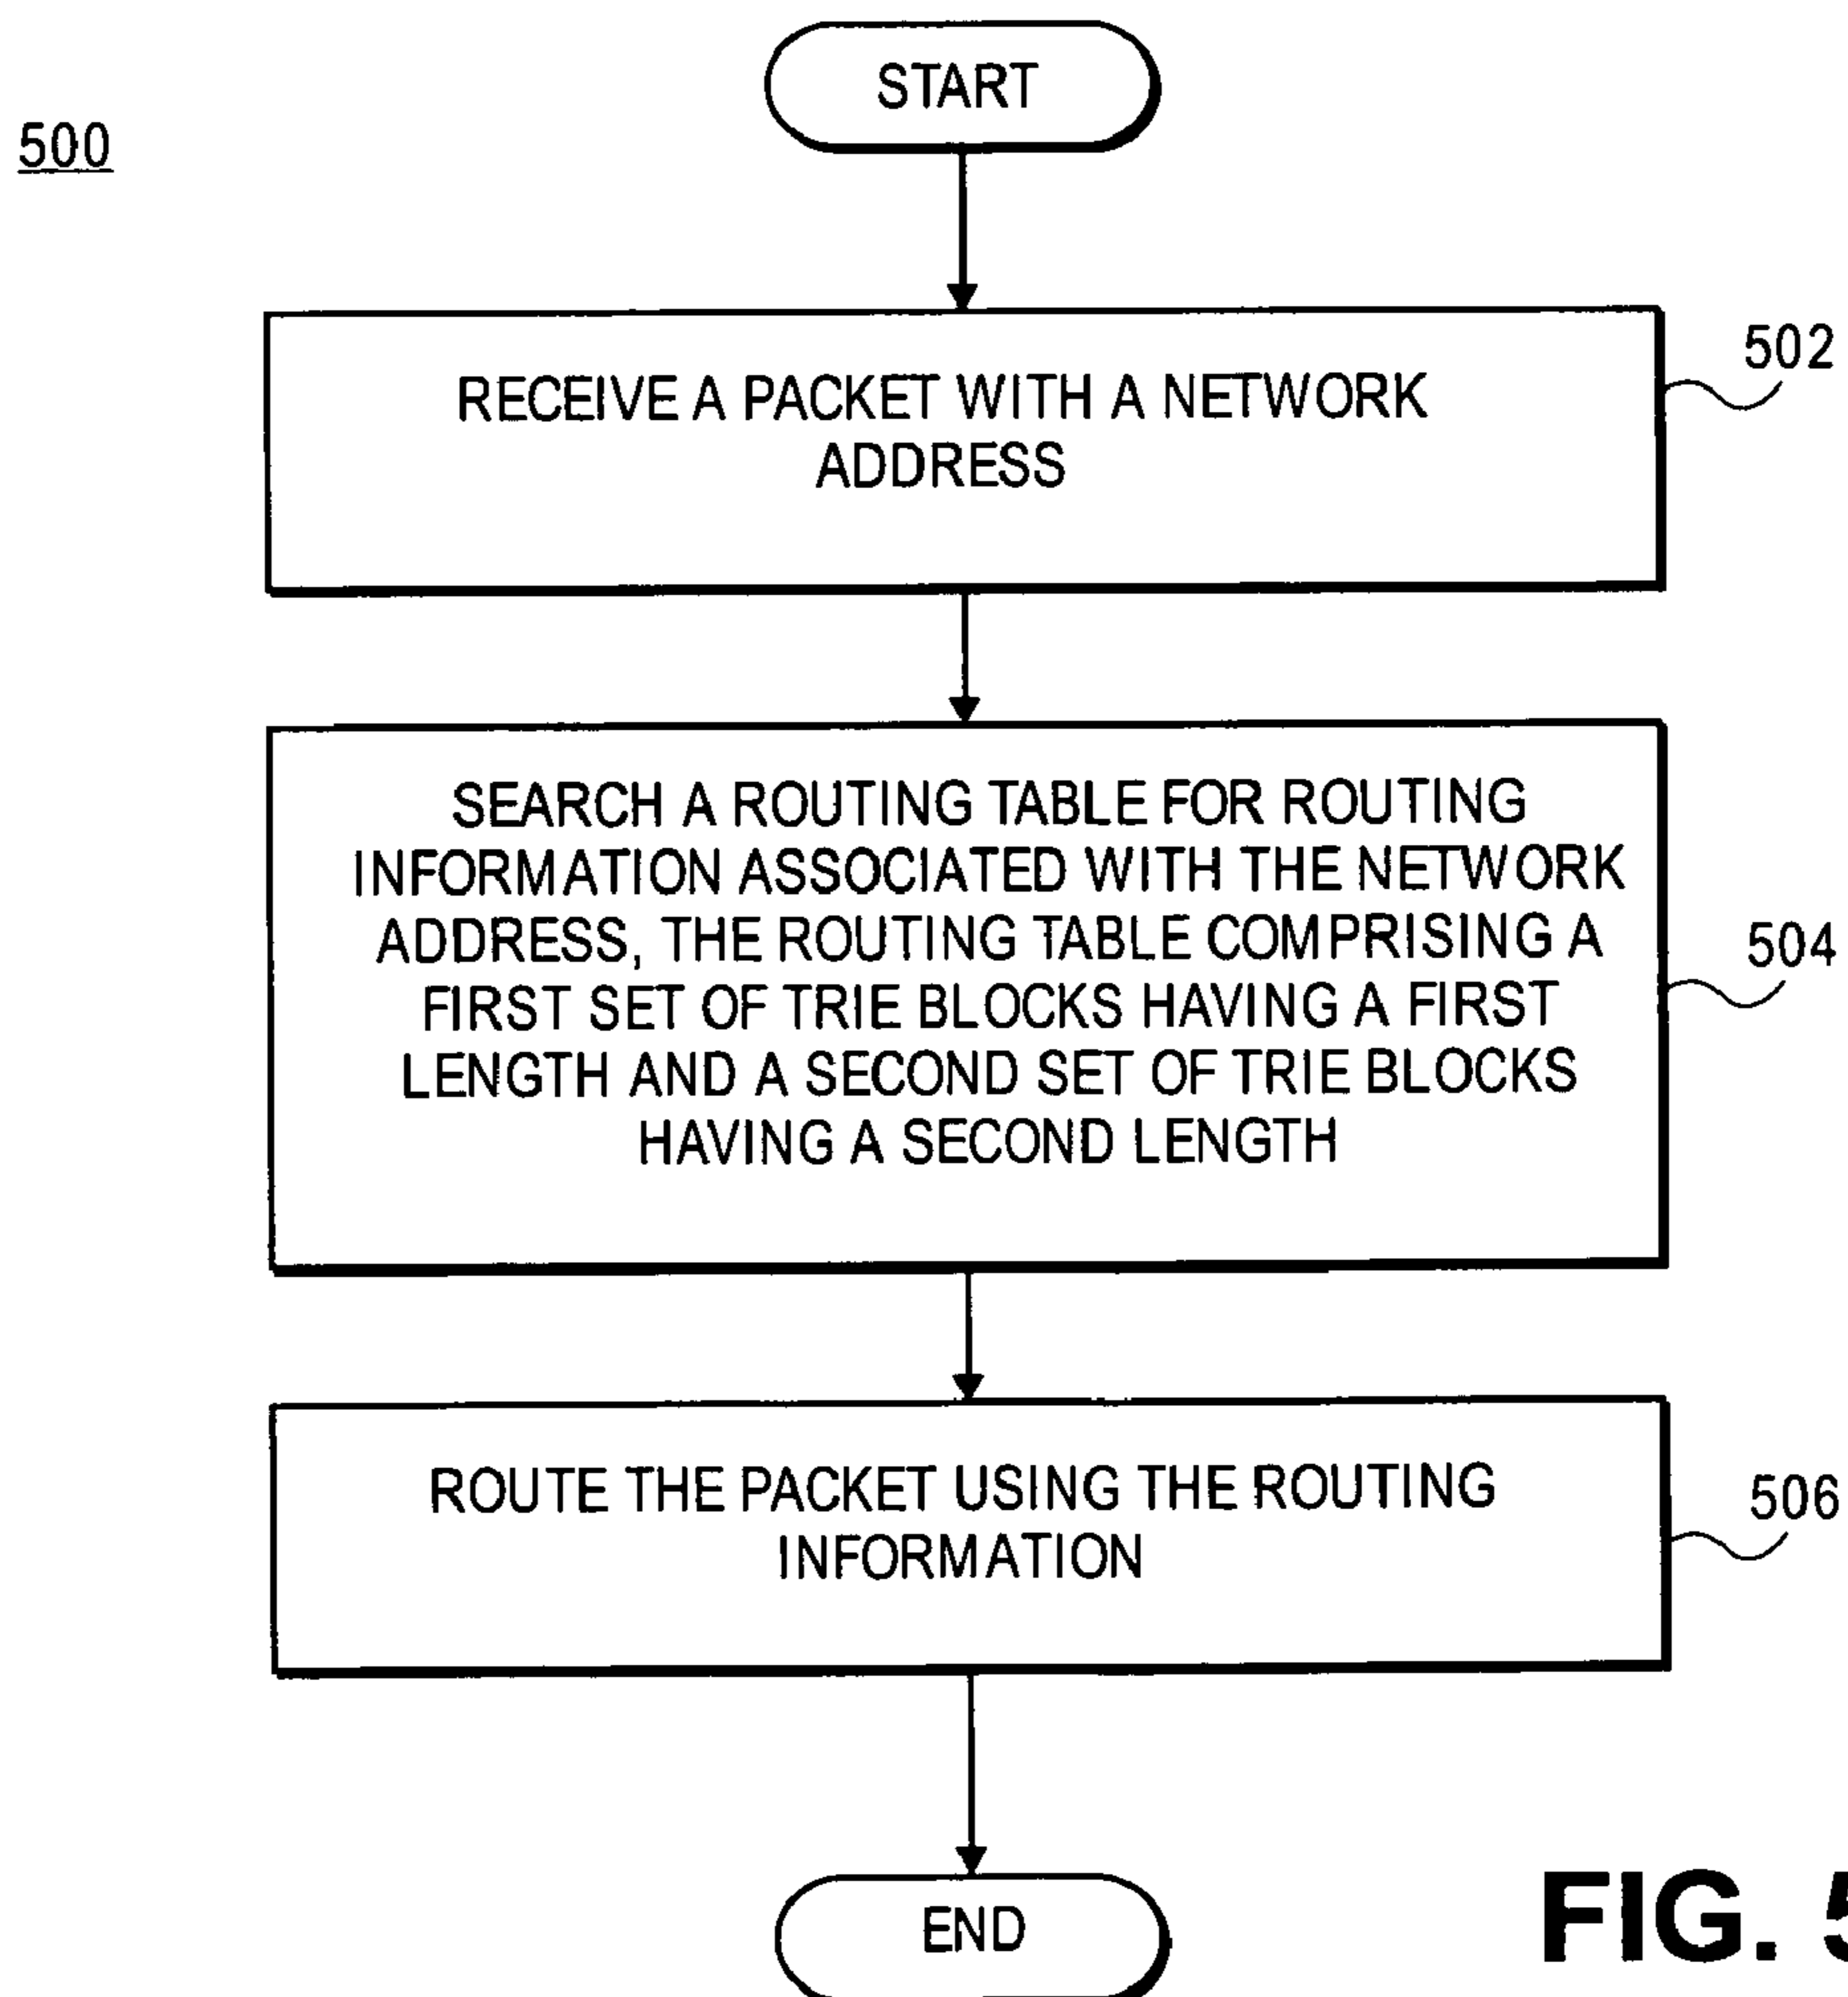 START
500
RECEIVE A PACKET WITH A NETWORK
ADDRESS
502
SEARCH A ROUTING TABLE FOR ROUTING
INFORMATION ASSOCIATED WITH THE NETWORK
ADDRESS, THE ROUTING TABLE COMPRISING A
FIRST SET OF TRIE BLOCKS HAVING A FIRST
LENGTH AND A SECOND SET OF TRIE BLOCKS
HAVING A SECOND LENGTH
504
ROUTE THE PACKET USING THE ROUTING
INFORMATION
506
END
FIG. 5